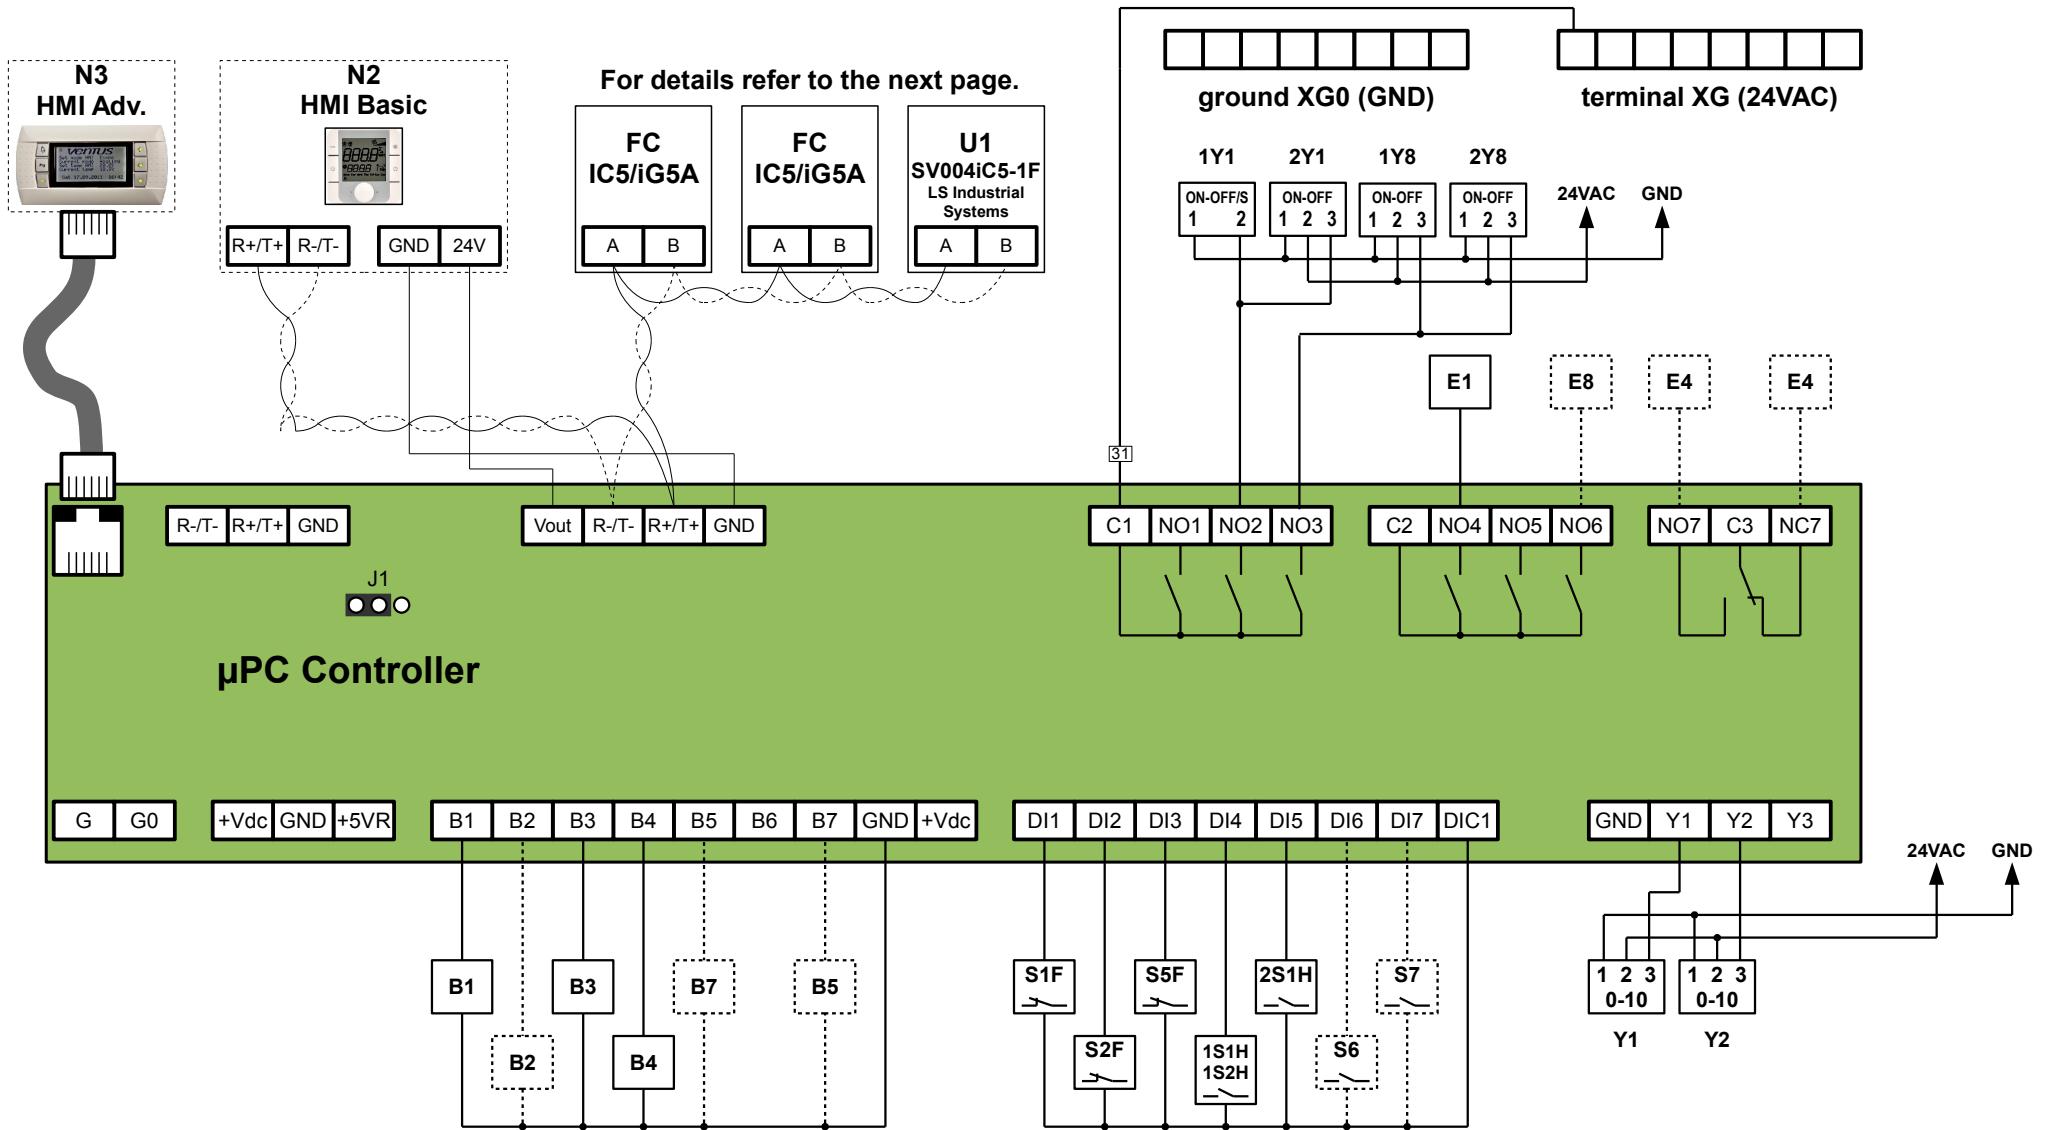 N3
HMI Adv.
VENTUS
N2
HMI Basic
R+/T+ R-/T- GND 24V
For details refer to the next page.
FC
IC5/iG5A
A B
FC
IC5/iG5A
A B
U1
SV004iC5-1F
LS Industrial
Systems
A B
ground XG0 (GND)
terminal XG (24VAC)
1Y1 2Y1 1Y8 2Y8
ON-OFF/S ON-OFF ON-OFF ON-OFF
1 2 1 2 3 1 2 3 1 2 3
24VAC GND
E1 E8 E4 E4
31
R-/T- R+/T+ GND
Vout R-/T- R+/T+ GND
C1 NO1 NO2 NO3
C2 NO4 NO5 NO6
NO7 C3 NC7
J1
µPC Controller
G G0
+Vdc GND +5VR
B1 B2 B3 B4 B5 B6 B7 GND +Vdc
DI1 DI2 DI3 DI4 DI5 DI6 DI7 DIC1
GND Y1 Y2 Y3
24VAC GND
B1 B3 B7 B5
B2 B4
S1F S5F 2S1H S7
S2F
1S1H
1S2H
S6
1 2 3 1 2 3
0-10 0-10
Y1 Y2